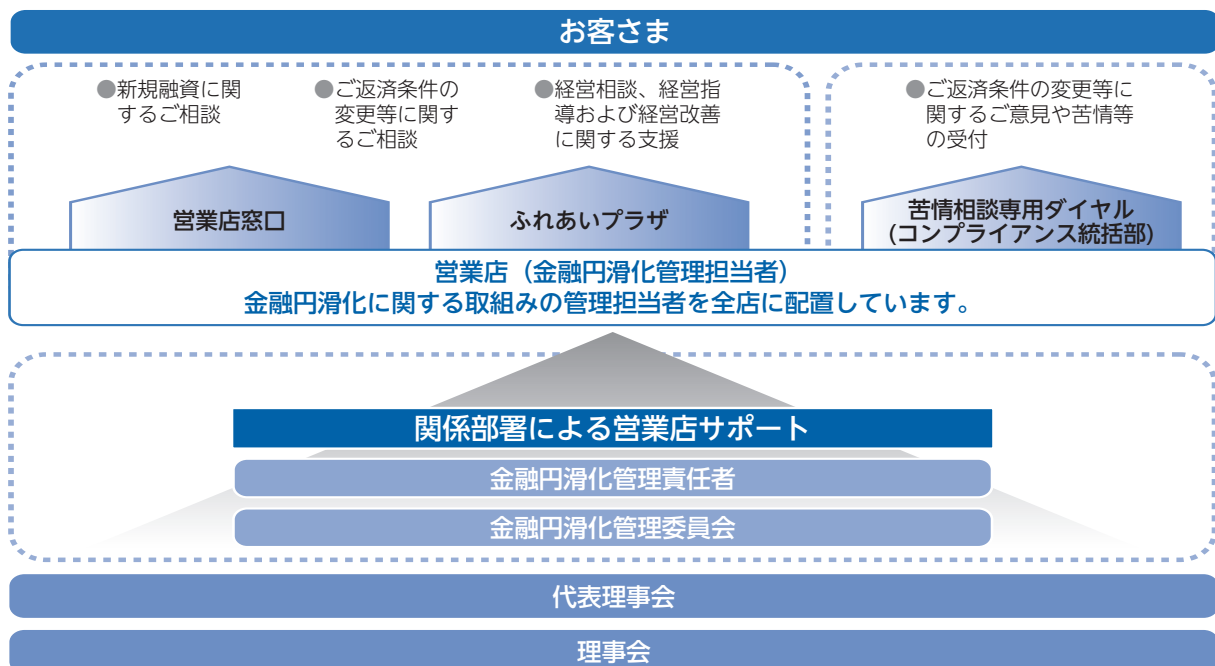 お客さま
●新規融資に関
するご相談
●ご返済条件の
変更等に関す
るご相談
●経営相談、経営指
導および経営改善
に関する支援
●ご返済条件の変更等に
関するご意見や苦情等
の受付
営業店窓口
ふれあいプラザ
苦情相談専用ダイヤル
(コンプライアンス統括部)
営業店（金融円滑化管理担当者）
金融円滑化に関する取組みの管理担当者を全店に配置しています。
関係部署による営業店サポート
金融円滑化管理責任者
金融円滑化管理委員会
代表理事会
理事会